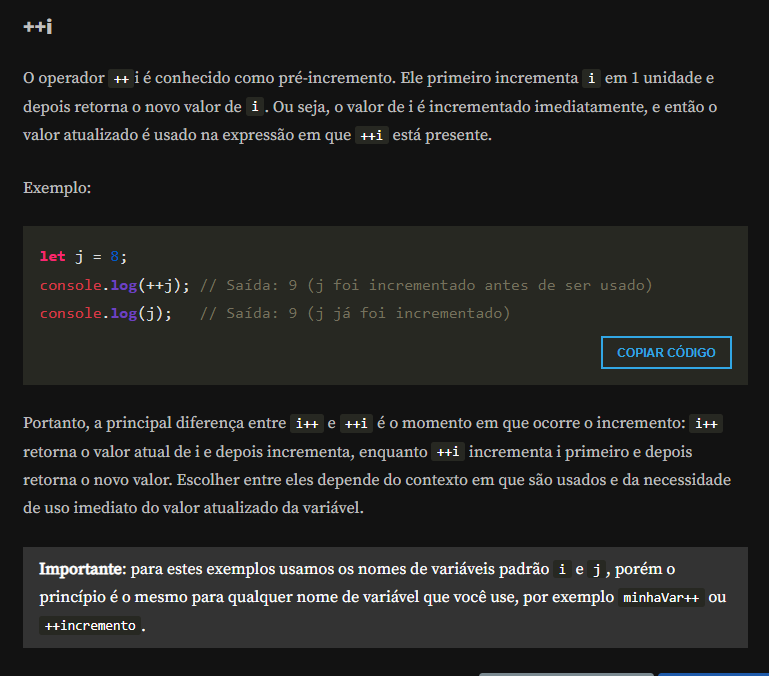 ++i
O operador ++ i é conhecido como pré-incremento. Ele primeiro incrementa i em 1 unidade e
depois retorna o novo valor de i. Ou seja, o valor de i é incrementado imediatamente, e então o
valor atualizado é usado na expressão em que ++i está presente.
Exemplo:
let j = 8;
console.log(++j); // Saída: 9 (j foi incrementado antes de ser usado)
console.log(j);   // Saída: 9 (j já foi incrementado)
COPIAR CÓDIGO
Portanto, a principal diferença entre i++ e ++i é o momento em que ocorre o incremento: i++
retorna o valor atual de i e depois incrementa, enquanto ++i incrementa i primeiro e depois
retorna o novo valor. Escolher entre eles depende do contexto em que são usados e da necessidade
de uso imediato do valor atualizado da variável.
Importante: para estes exemplos usamos os nomes de variáveis padrão i e j, porém o
princípio é o mesmo para qualquer nome de variável que você use, por exemplo minhaVar++ ou
++incremento.